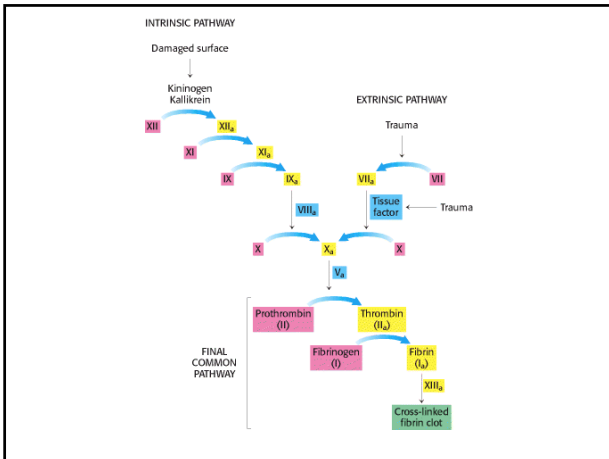 INTRINSIC PATHWAY
Damaged surface
Kininogen
Kallikrein
EXTRINSIC PATHWAY
Trauma
XII
XIIa
XI
XIa
IX
IXa
VIIa
VII
VIIIa
Tissue
factor
Trauma
X
Xa
X
Va
Prothrombin
(II)
Thrombin
(IIa)
FINAL
COMMON
PATHWAY
Fibrinogen
(I)
Fibrin
(Ia)
XIIIa
Cross-linked
fibrin clot